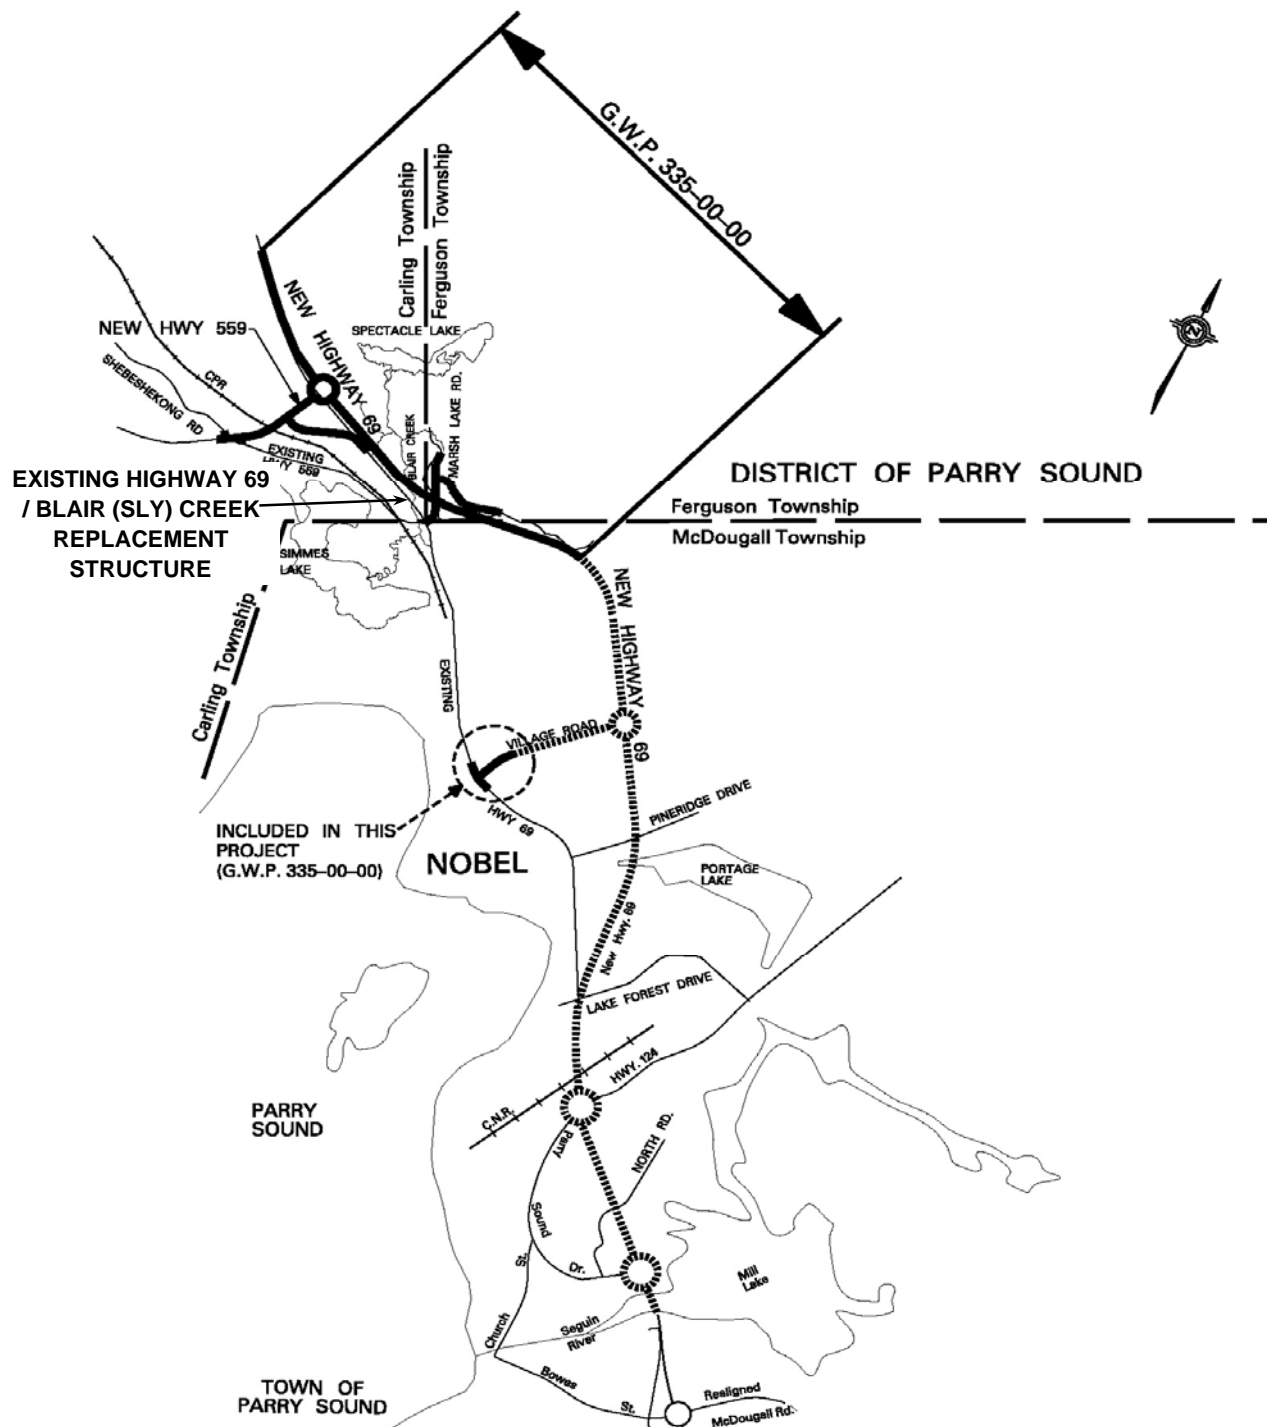 G.W.P. 335–00–00
Carling Township
Ferguson Township
NEW HIGHWAY 69
SPECTACLE LAKE
NEW HWY 559
CPR
SHEBESHEKONG RD
EXISTING
HWY 559
BLAIR CREEK
MARSH LAKE RD.
N
DISTRICT OF PARRY SOUND
EXISTING HIGHWAY 69
/ BLAIR (SLY) CREEK
REPLACEMENT
STRUCTURE
Ferguson Township
McDougall Township
SIMMES
LAKE
Carling Township
NEW HIGHWAY 69
EXISTING
HWY 69
VILLAGE ROAD
INCLUDED IN THIS
PROJECT
(G.W.P. 335–00–00)
NOBEL
PINERIDGE DRIVE
PORTAGE
LAKE
New Hwy. 69
LAKE FOREST DRIVE
HWY. 124
C.N.R.
PARRY
SOUND
Parry Sound Dr.
NORTH RD.
Mill
Lake
Church St.
Seguin
River
Bowes St.
TOWN OF
PARRY SOUND
Realigned
McDougall Rd.